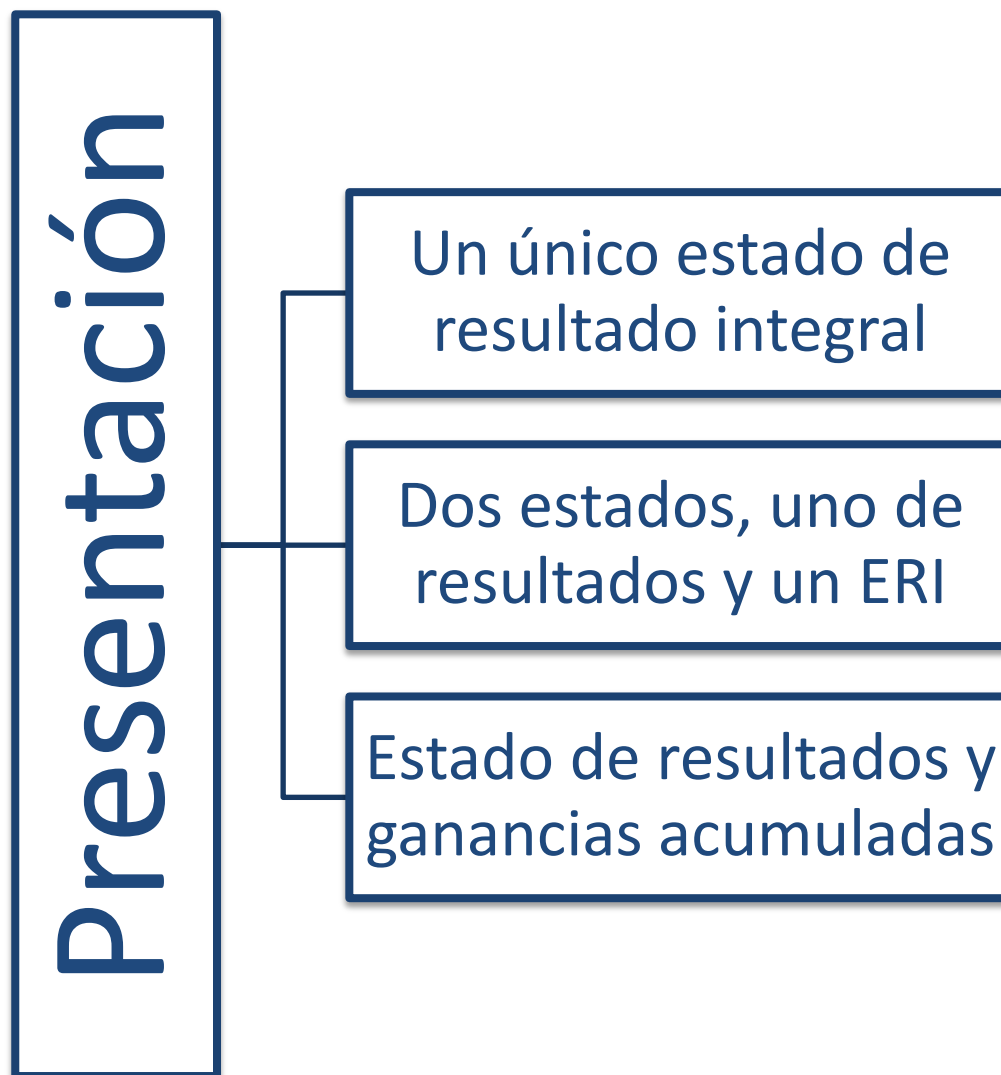 Presentación
Un único estado de
resultado integral
Dos estados, uno de
resultados y un ERI
Estado de resultados y
ganancias acumuladas